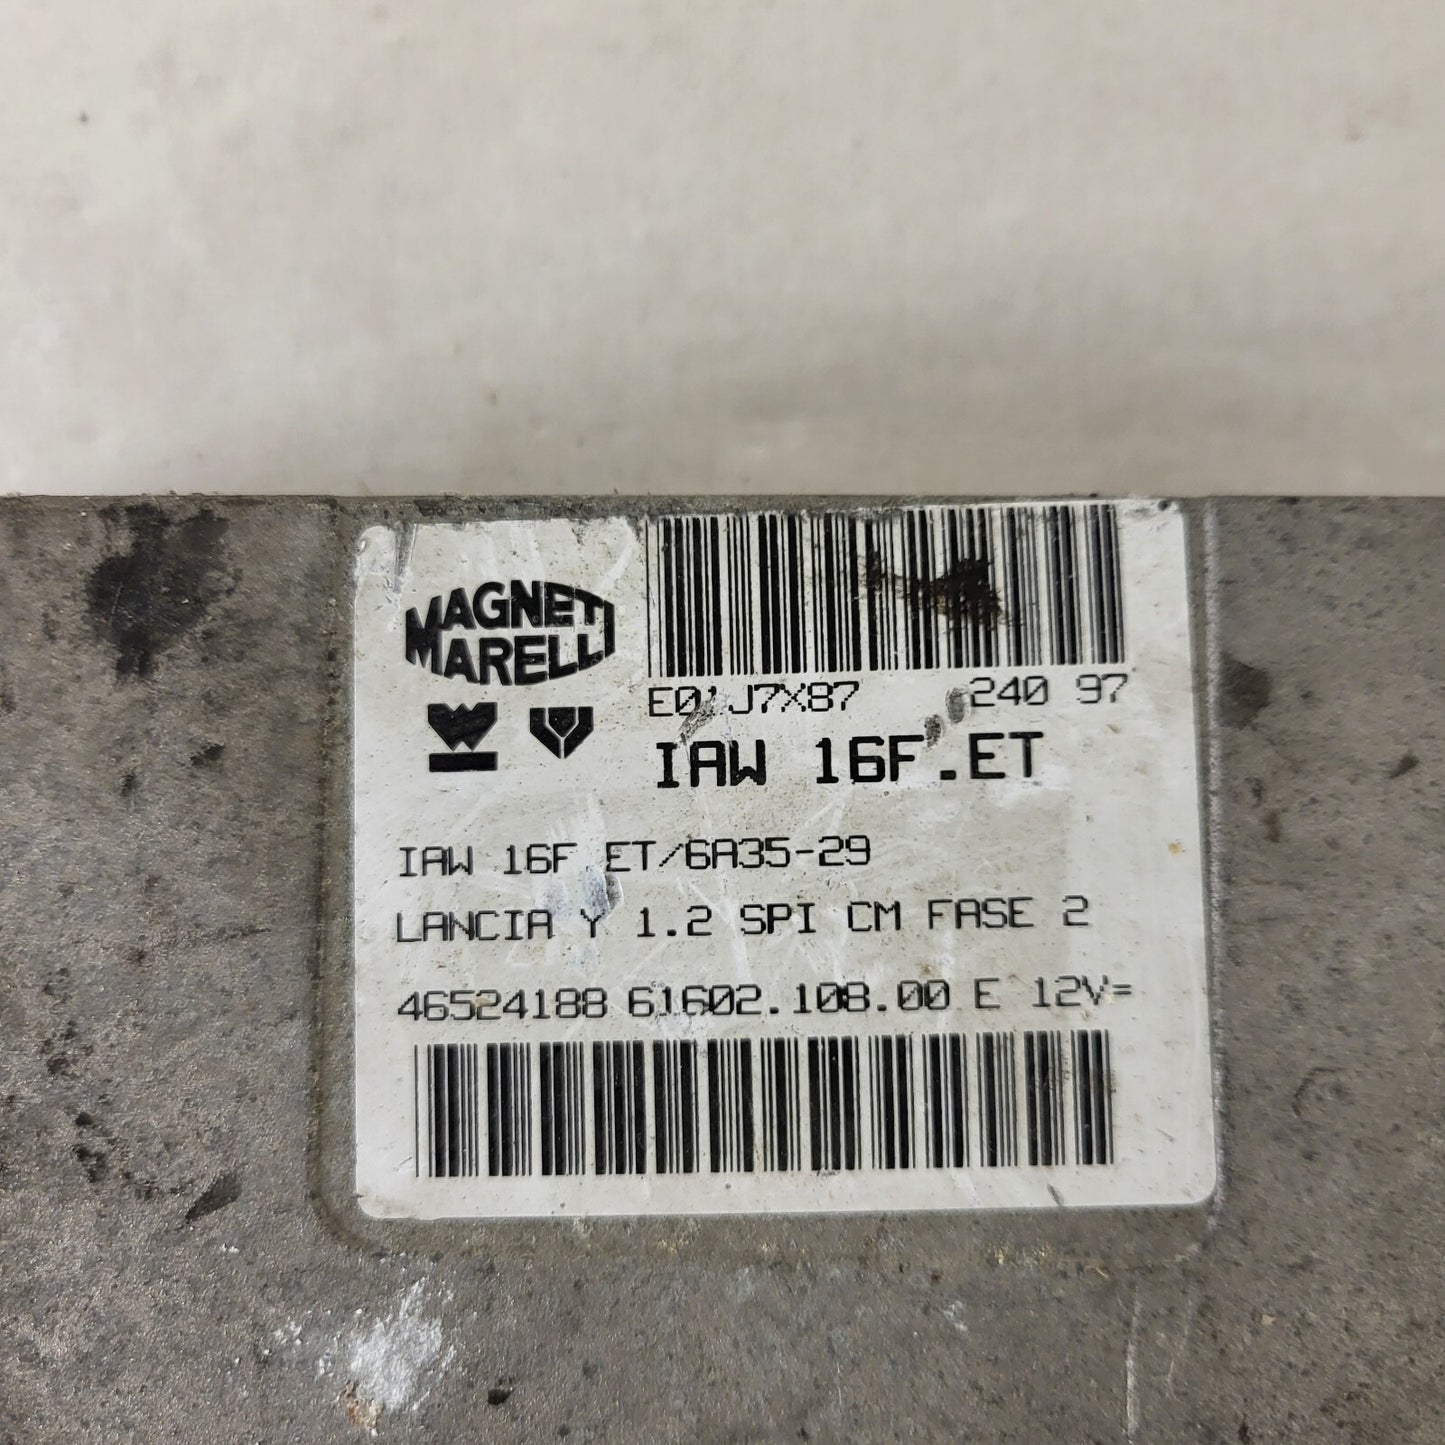 MAGNETI
MARELLI
E01J7X87 240 97
IAW 16F.ET
IAW 16F ET/6A35-29
LANCIA Y 1.2 SPI CM FASE 2
46524188 61602.108.00 E 12V=